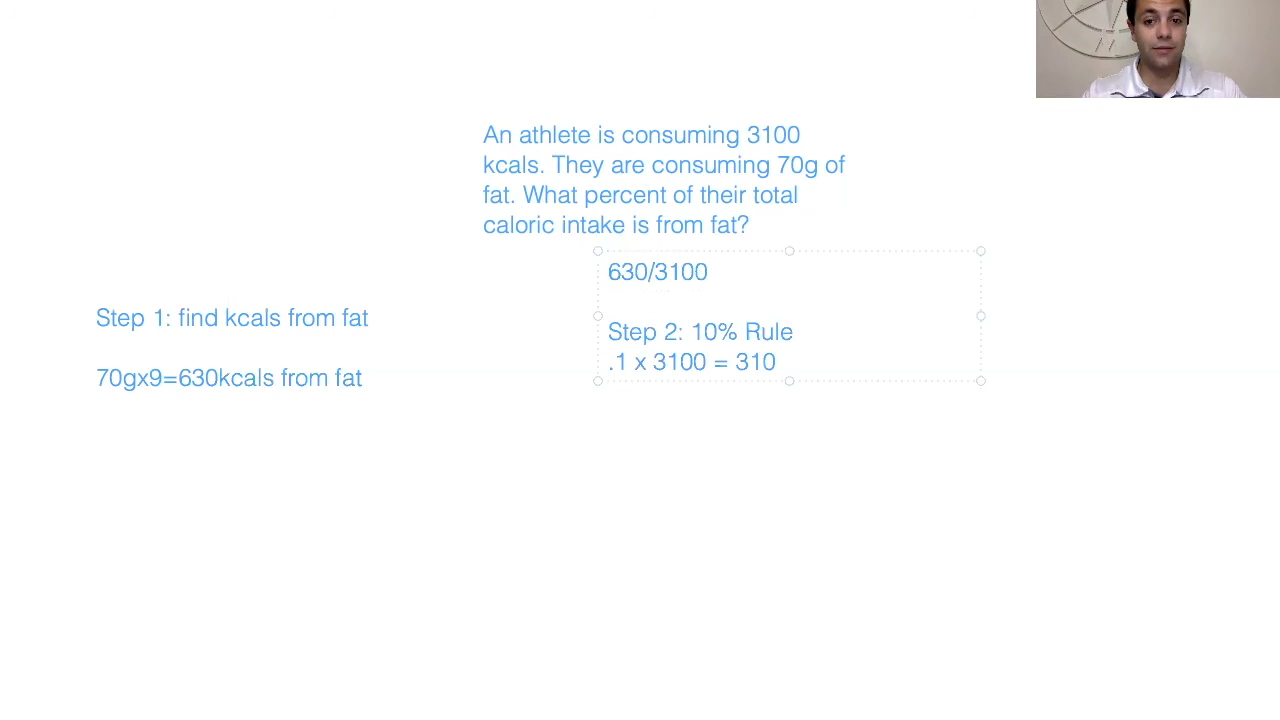 An athlete is consuming 3100
kcals. They are consuming 70g of
fat. What percent of their total
caloric intake is from fat?
630/3100
Step 2: 10% Rule
.1 x 3100 = 310
Step 1: find kcals from fat
70gx9=630kcals from fat